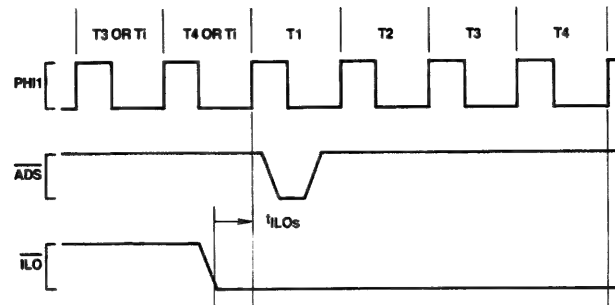 T3 OR Ti T4 OR Ti T1 T2 T3 T4
PHI1
ADS
tILOs
ILO